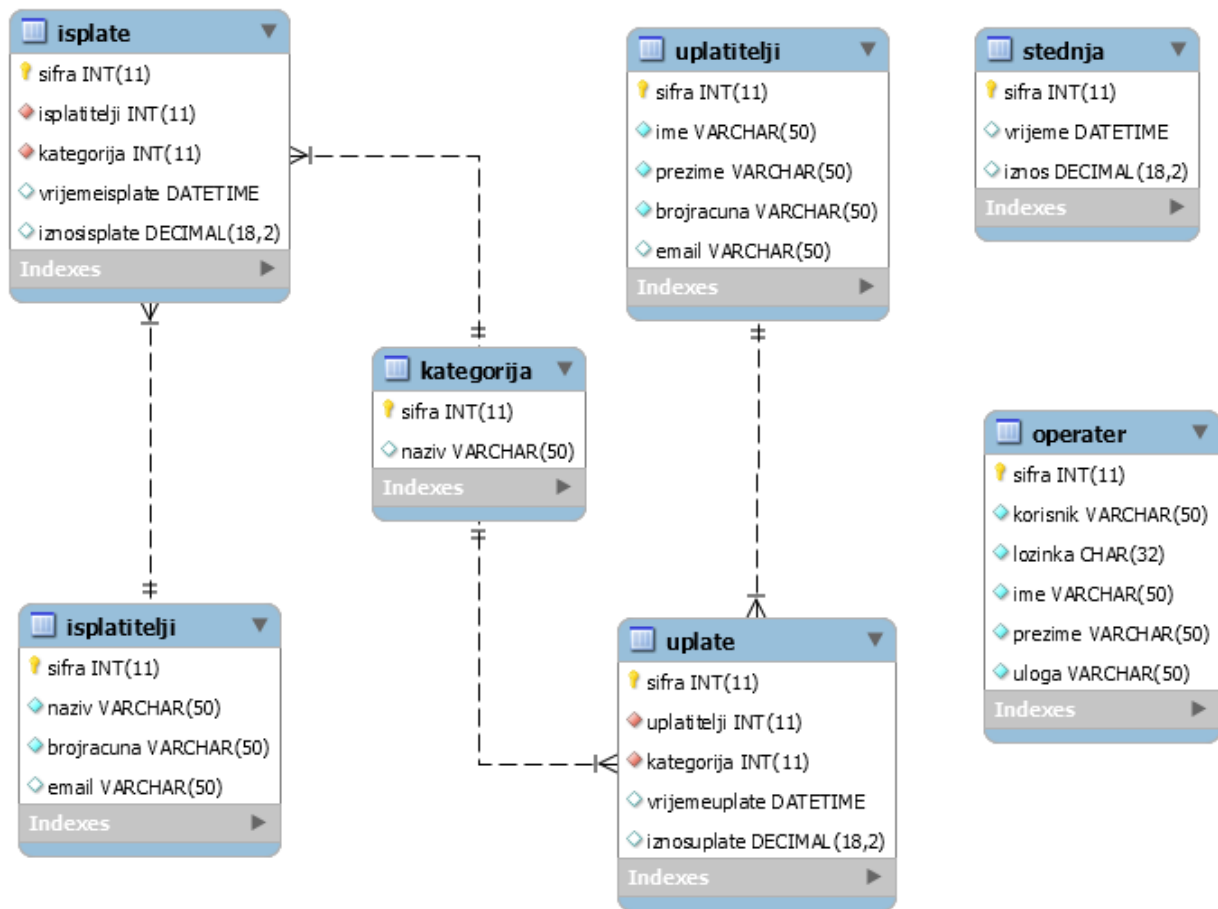 isplate
sifra INT(11)
isplatitelji INT(11)
kategorija INT(11)
vrijemeisplate DATETIME
iznosisplate DECIMAL(18,2)
Indexes
uplatitelji
sifra INT(11)
ime VARCHAR(50)
prezime VARCHAR(50)
brojracuna VARCHAR(50)
email VARCHAR(50)
Indexes
stednja
sifra INT(11)
vrijeme DATETIME
iznos DECIMAL(18,2)
Indexes
kategorija
sifra INT(11)
naziv VARCHAR(50)
Indexes
operater
sifra INT(11)
korisnik VARCHAR(50)
lozinka CHAR(32)
ime VARCHAR(50)
prezime VARCHAR(50)
uloga VARCHAR(50)
Indexes
isplatitelji
sifra INT(11)
naziv VARCHAR(50)
brojracuna VARCHAR(50)
email VARCHAR(50)
Indexes
uplate
sifra INT(11)
uplatitelji INT(11)
kategorija INT(11)
vrijemeuplate DATETIME
iznosuplate DECIMAL(18,2)
Indexes